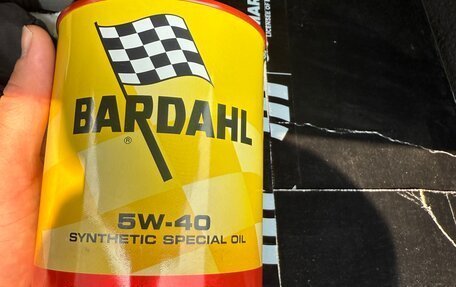 BARDAHL
®
5W-40
SYNTHETIC SPECIAL OIL